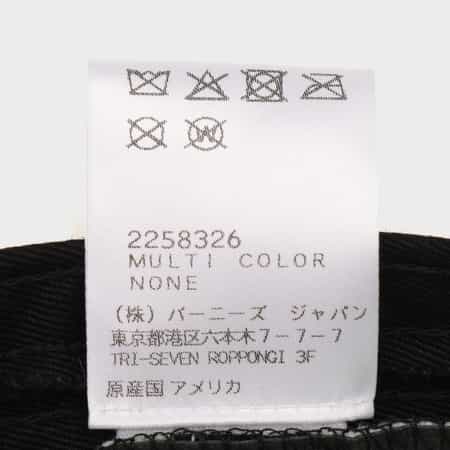 2258326
MULTI COLOR
NONE
(株) バーニーズ ジャパン
東京都港区六本木7-7-7
TRI-SEVEN ROPPONGI 3F
原産国 アメリカ